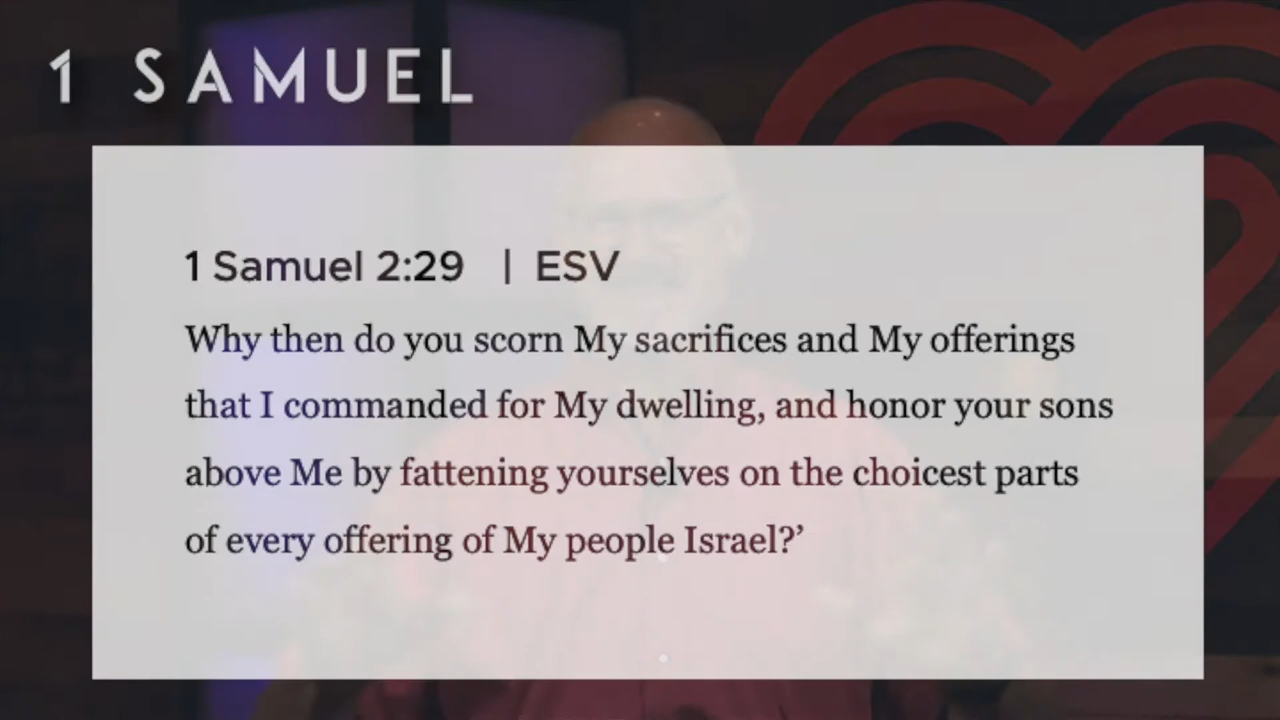 1 SAMUEL
1 Samuel 2:29 | ESV
Why then do you scorn My sacrifices and My offerings
that I commanded for My dwelling, and honor your sons
above Me by fattening yourselves on the choicest parts
of every offering of My people Israel?’